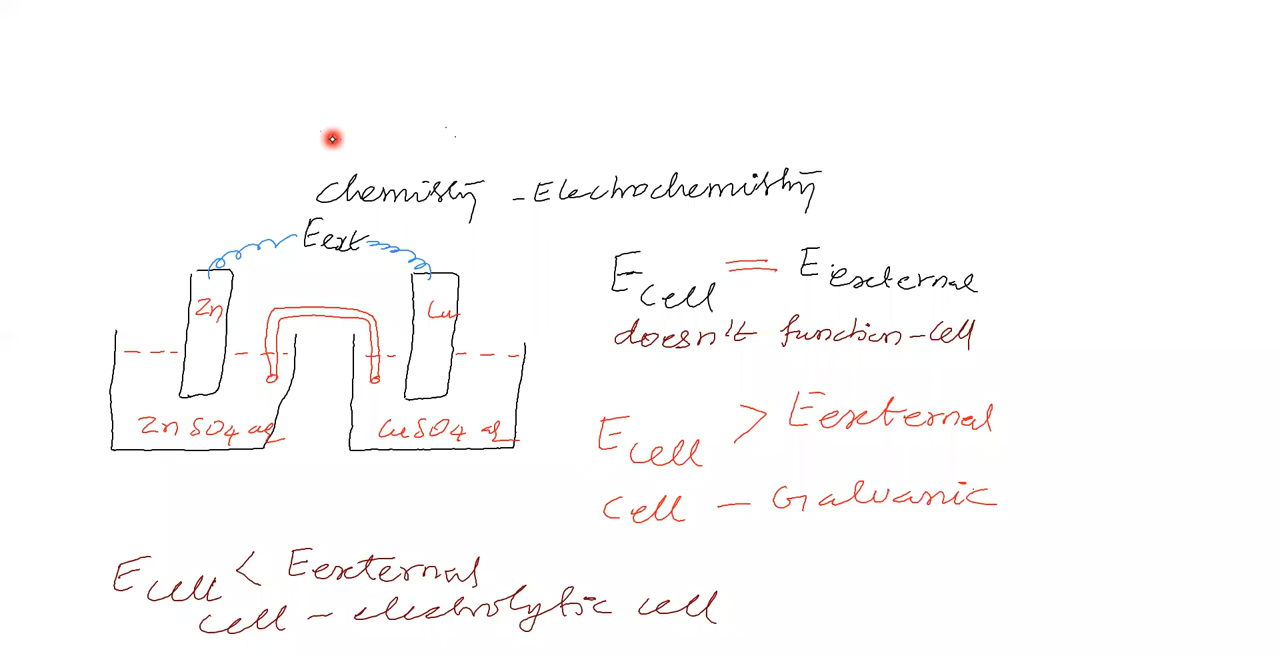 Chemistry - Electrochemistry
Eext
Zn
Cu
ZnSO4 aq
CuSO4 aq
Ecell = Eexternal
doesn't function-cell
Ecell > Eexternal
Cell - Galvanic
Ecell < Eexternal
cell - electrolytic cell